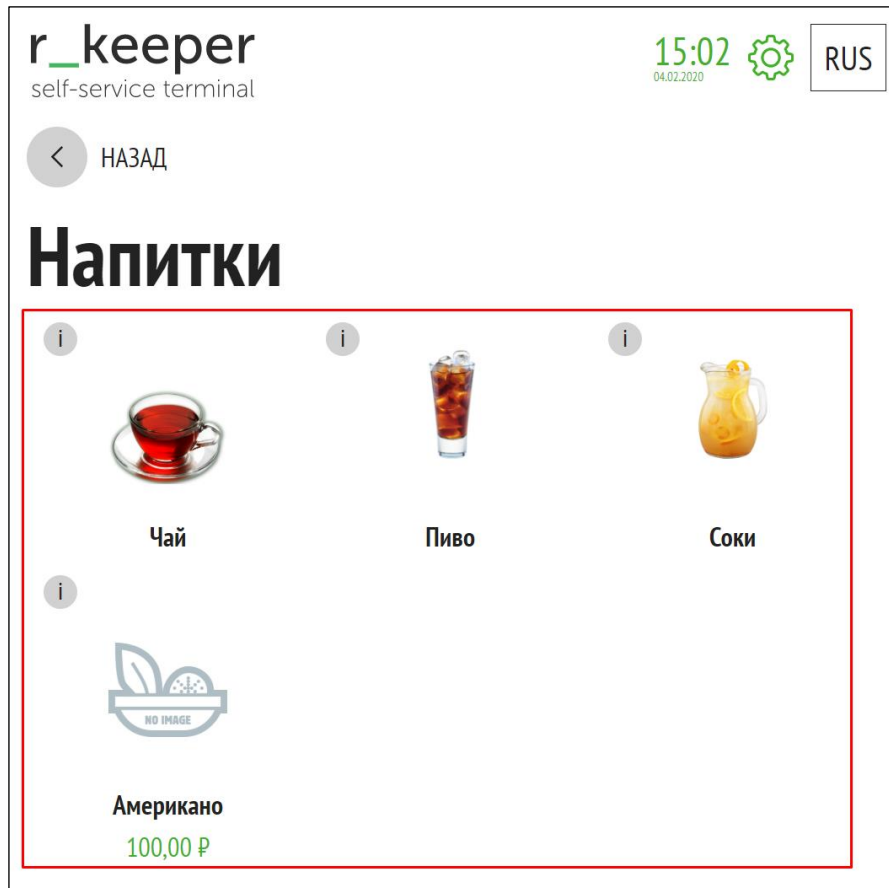 r_keeper
self-service terminal
15:02
04.02.2020
RUS
НАЗАД
Напитки
i
i
i
Чай
Пиво
Соки
i
NO IMAGE
Американо
100,00 ₽